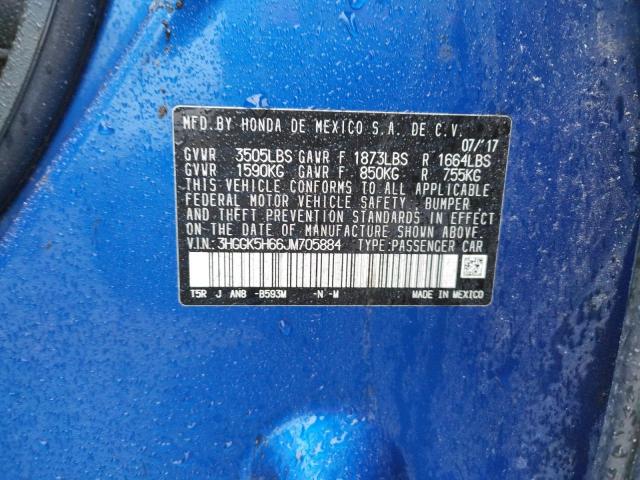 MFD. BY HONDA DE MEXICO S.A. DE C.V.
07/'17
GVWR 3505LBS GAWR F 1873LBS R 1664LBS
GVWR 1590KG GAWR F 850KG R 755KG
THIS VEHICLE CONFORMS TO ALL APPLICABLE
FEDERAL MOTOR VEHICLE SAFETY, BUMPER
AND THEFT PREVENTION STANDARDS IN EFFECT
ON THE DATE OF MANUFACTURE SHOWN ABOVE.
V.I.N.: 3HGGK5H66JM705884 TYPE: PASSENGER CAR
T5R J ANB -B593M -N -M MADE IN MEXICO